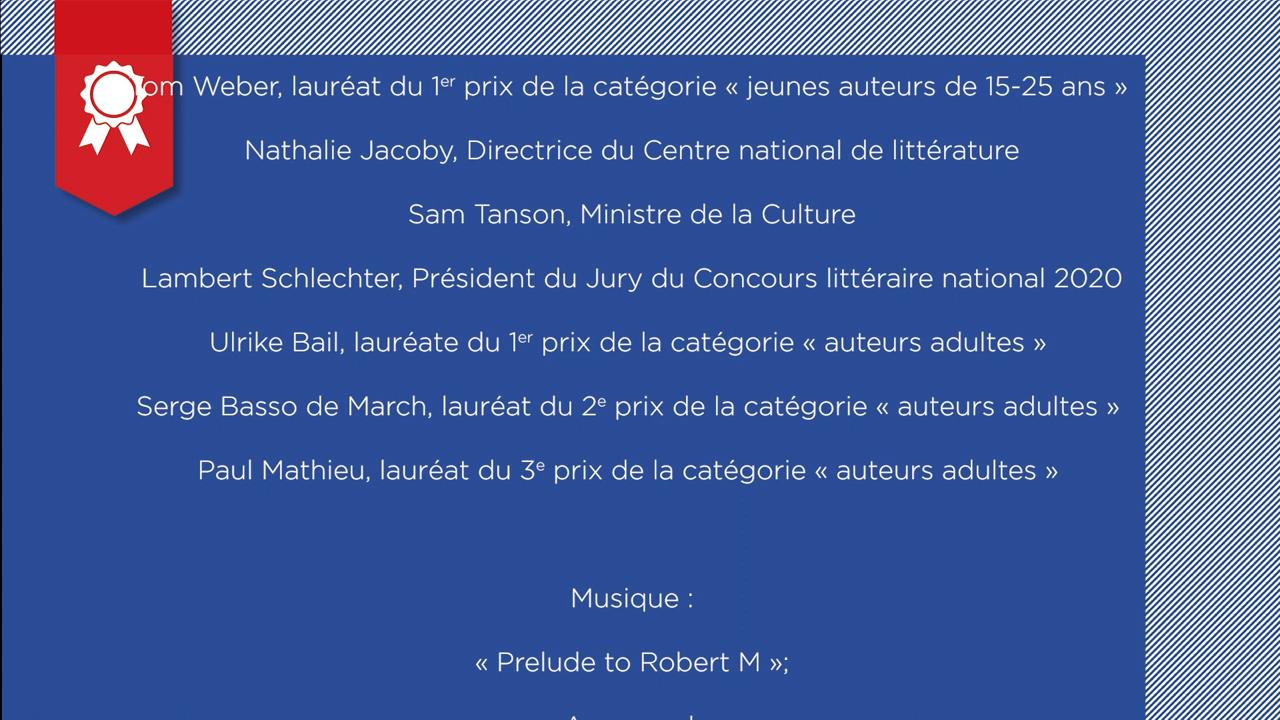 Tom Weber, lauréat du 1er prix de la catégorie « jeunes auteurs de 15-25 ans »
Nathalie Jacoby, Directrice du Centre national de littérature
Sam Tanson, Ministre de la Culture
Lambert Schlechter, Président du Jury du Concours littéraire national 2020
Ulrike Bail, lauréate du 1er prix de la catégorie « auteurs adultes »
Serge Basso de March, lauréat du 2e prix de la catégorie « auteurs adultes »
Paul Mathieu, lauréat du 3e prix de la catégorie « auteurs adultes »
Musique :
« Prelude to Robert M »;